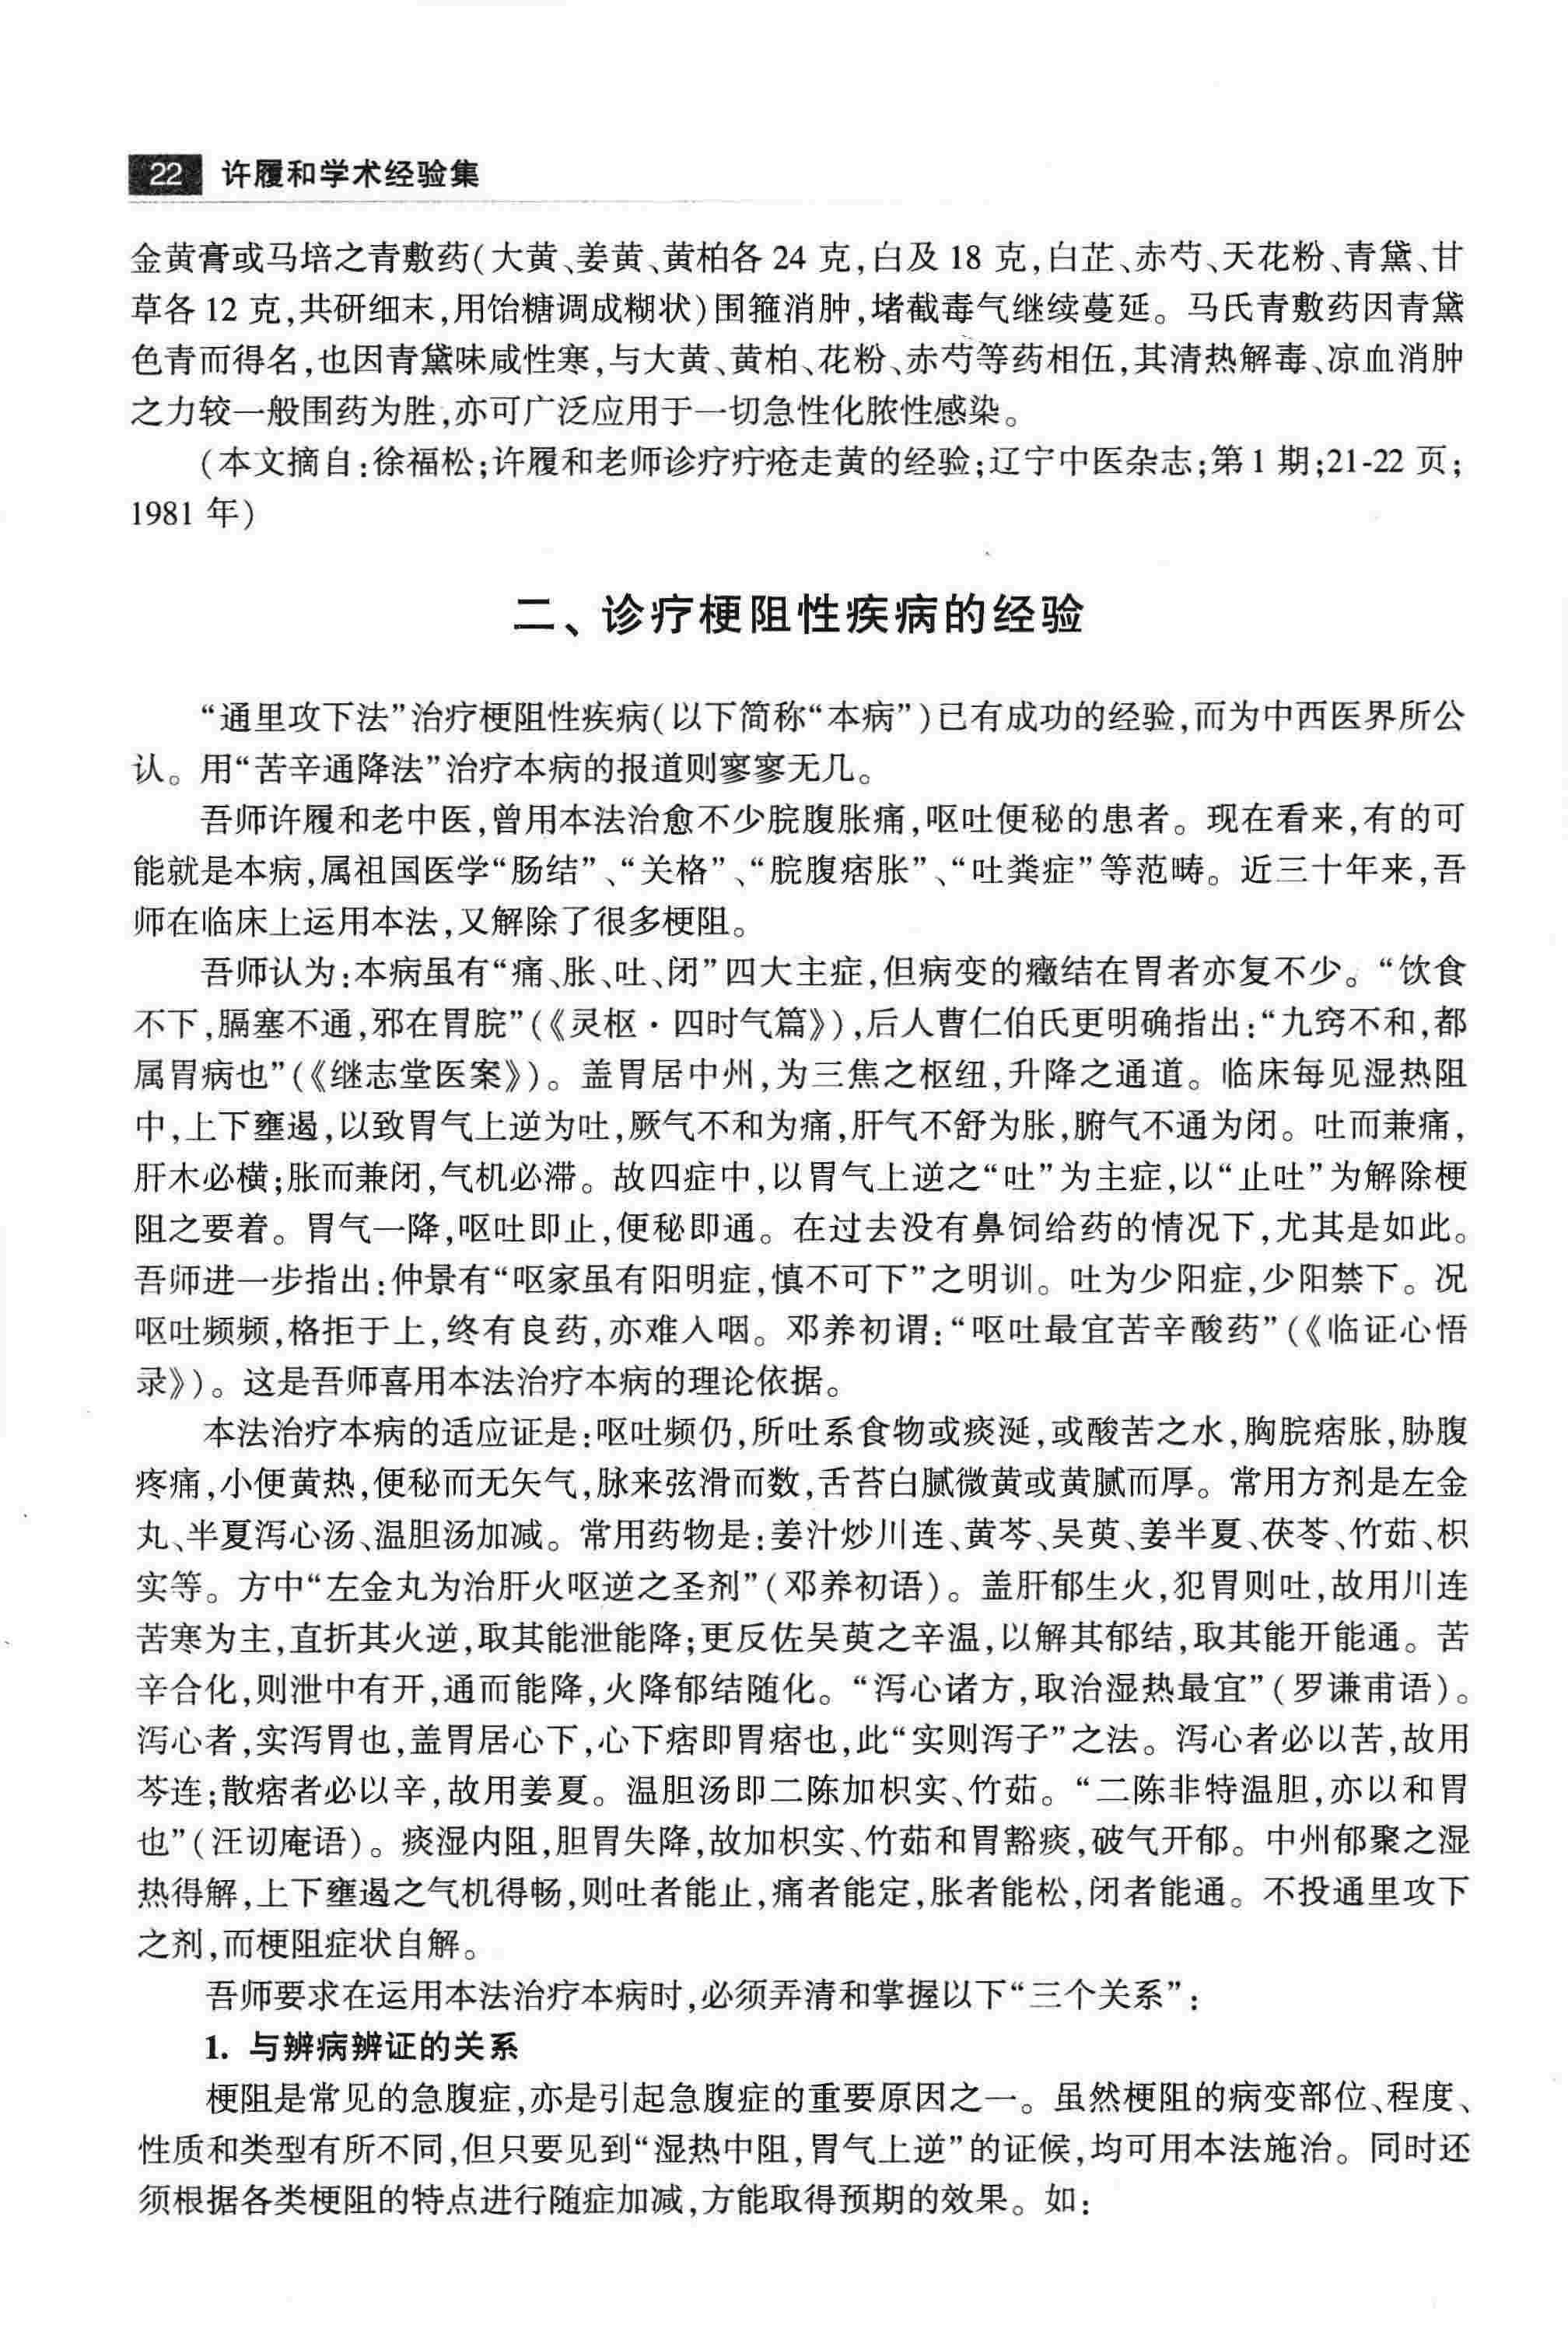 22 许履和学术经验集
金黄膏或马培之青敷药(大黄、姜黄、黄柏各24克,白及18克,白芷、赤芍、天花粉、青黛、甘
草各12克,共研细末,用饴糖调成糊状)围箍消肿,堵截毒气继续蔓延。马氏青敷药因青黛
色青而得名,也因青黛味咸性寒,与大黄、黄柏、花粉、赤芍等药相伍,其清热解毒、凉血消肿
之力较一般围药为胜,亦可广泛应用于一切急性化脓性感染。
(本文摘自:徐福松;许履和老师诊疗疔疮走黄的经验;辽宁中医杂志;第1期;21-22页;
1981年)
二、诊疗梗阻性疾病的经验
“通里攻下法”治疗梗阻性疾病(以下简称“本病”)已有成功的经验,而为中西医界所公
认。用“苦辛通降法”治疗本病的报道则寥寥无几。
吾师许履和老中医,曾用本法治愈不少脘腹胀痛,呕吐便秘的患者。现在看来,有的可
能就是本病,属祖国医学“肠结”、“关格”、“脘腹痞胀”、“吐粪症”等范畴。近三十年来,吾
师在临床上运用本法,又解除了很多梗阻。
吾师认为:本病虽有“痛、胀、吐、闭”四大主症,但病变的癥结在胃者亦复不少。“饮食
不下,膈塞不通,邪在胃脘”(《灵枢·四时气篇》),后人曹仁伯氏更明确指出:“九窍不和,都
属胃病也”(《继志堂医案》)。盖胃居中州,为三焦之枢纽,升降之通道。临床每见湿热阻
中,上下壅遏,以致胃气上逆为吐,厥气不和为痛,肝气不舒为胀,腑气不通为闭。吐而兼痛,
肝木必横;胀而兼闭,气机必滞。故四症中,以胃气上逆之“吐”为主症,以“止吐”为解除梗
阻之要着。胃气一降,呕吐即止,便秘即通。在过去没有鼻饲给药的情况下,尤其是如此。
吾师进一步指出:仲景有“呕家虽有阳明症,慎不可下”之明训。吐为少阳症,少阳禁下。况
呕吐频频,格拒于上,终有良药,亦难入咽。邓养初谓:“呕吐最宜苦辛酸药”(《临证心悟
录》)。这是吾师喜用本法治疗本病的理论依据。
本法治疗本病的适应证是:呕吐频仍,所吐系食物或痰涎,或酸苦之水,胸脘痞胀,胁腹
疼痛,小便黄热,便秘而无矢气,脉来弦滑而数,舌苔白腻微黄或黄腻而厚。常用方剂是左金
丸、半夏泻心汤、温胆汤加减。常用药物是:姜汁炒川连、黄芩、吴萸、姜半夏、茯苓、竹茹、枳
实等。方中“左金丸为治肝火呕逆之圣剂”(邓养初语)。盖肝郁生火,犯胃则吐,故用川连
苦寒为主,直折其火逆,取其能泄能降;更反佐吴萸之辛温,以解其郁结,取其能开能通。苦
辛合化,则泄中有开,通而能降,火降郁结随化。“泻心诸方,取治湿热最宜”(罗谦甫语)。
泻心者,实泻胃也,盖胃居心下,心下痞即胃痞也,此“实则泻子”之法。泻心者必以苦,故用
芩连;散痞者必以辛,故用姜夏。温胆汤即二陈加枳实、竹茹。“二陈非特温胆,亦以和胃
也”(汪讱庵语)。痰湿内阻,胆胃失降,故加枳实、竹茹和胃豁痰,破气开郁。中州郁聚之湿
热得解,上下壅遏之气机得畅,则吐者能止,痛者能定,胀者能松,闭者能通。不投通里攻下
之剂,而梗阻症状自解。
吾师要求在运用本法治疗本病时,必须弄清和掌握以下“三个关系”:
1. 与辨病辨证的关系
梗阻是常见的急腹症,亦是引起急腹症的重要原因之一。虽然梗阻的病变部位、程度、
性质和类型有所不同,但只要见到“湿热中阻,胃气上逆”的证候,均可用本法施治。同时还
须根据各类梗阻的特点进行随症加减,方能取得预期的效果。如: